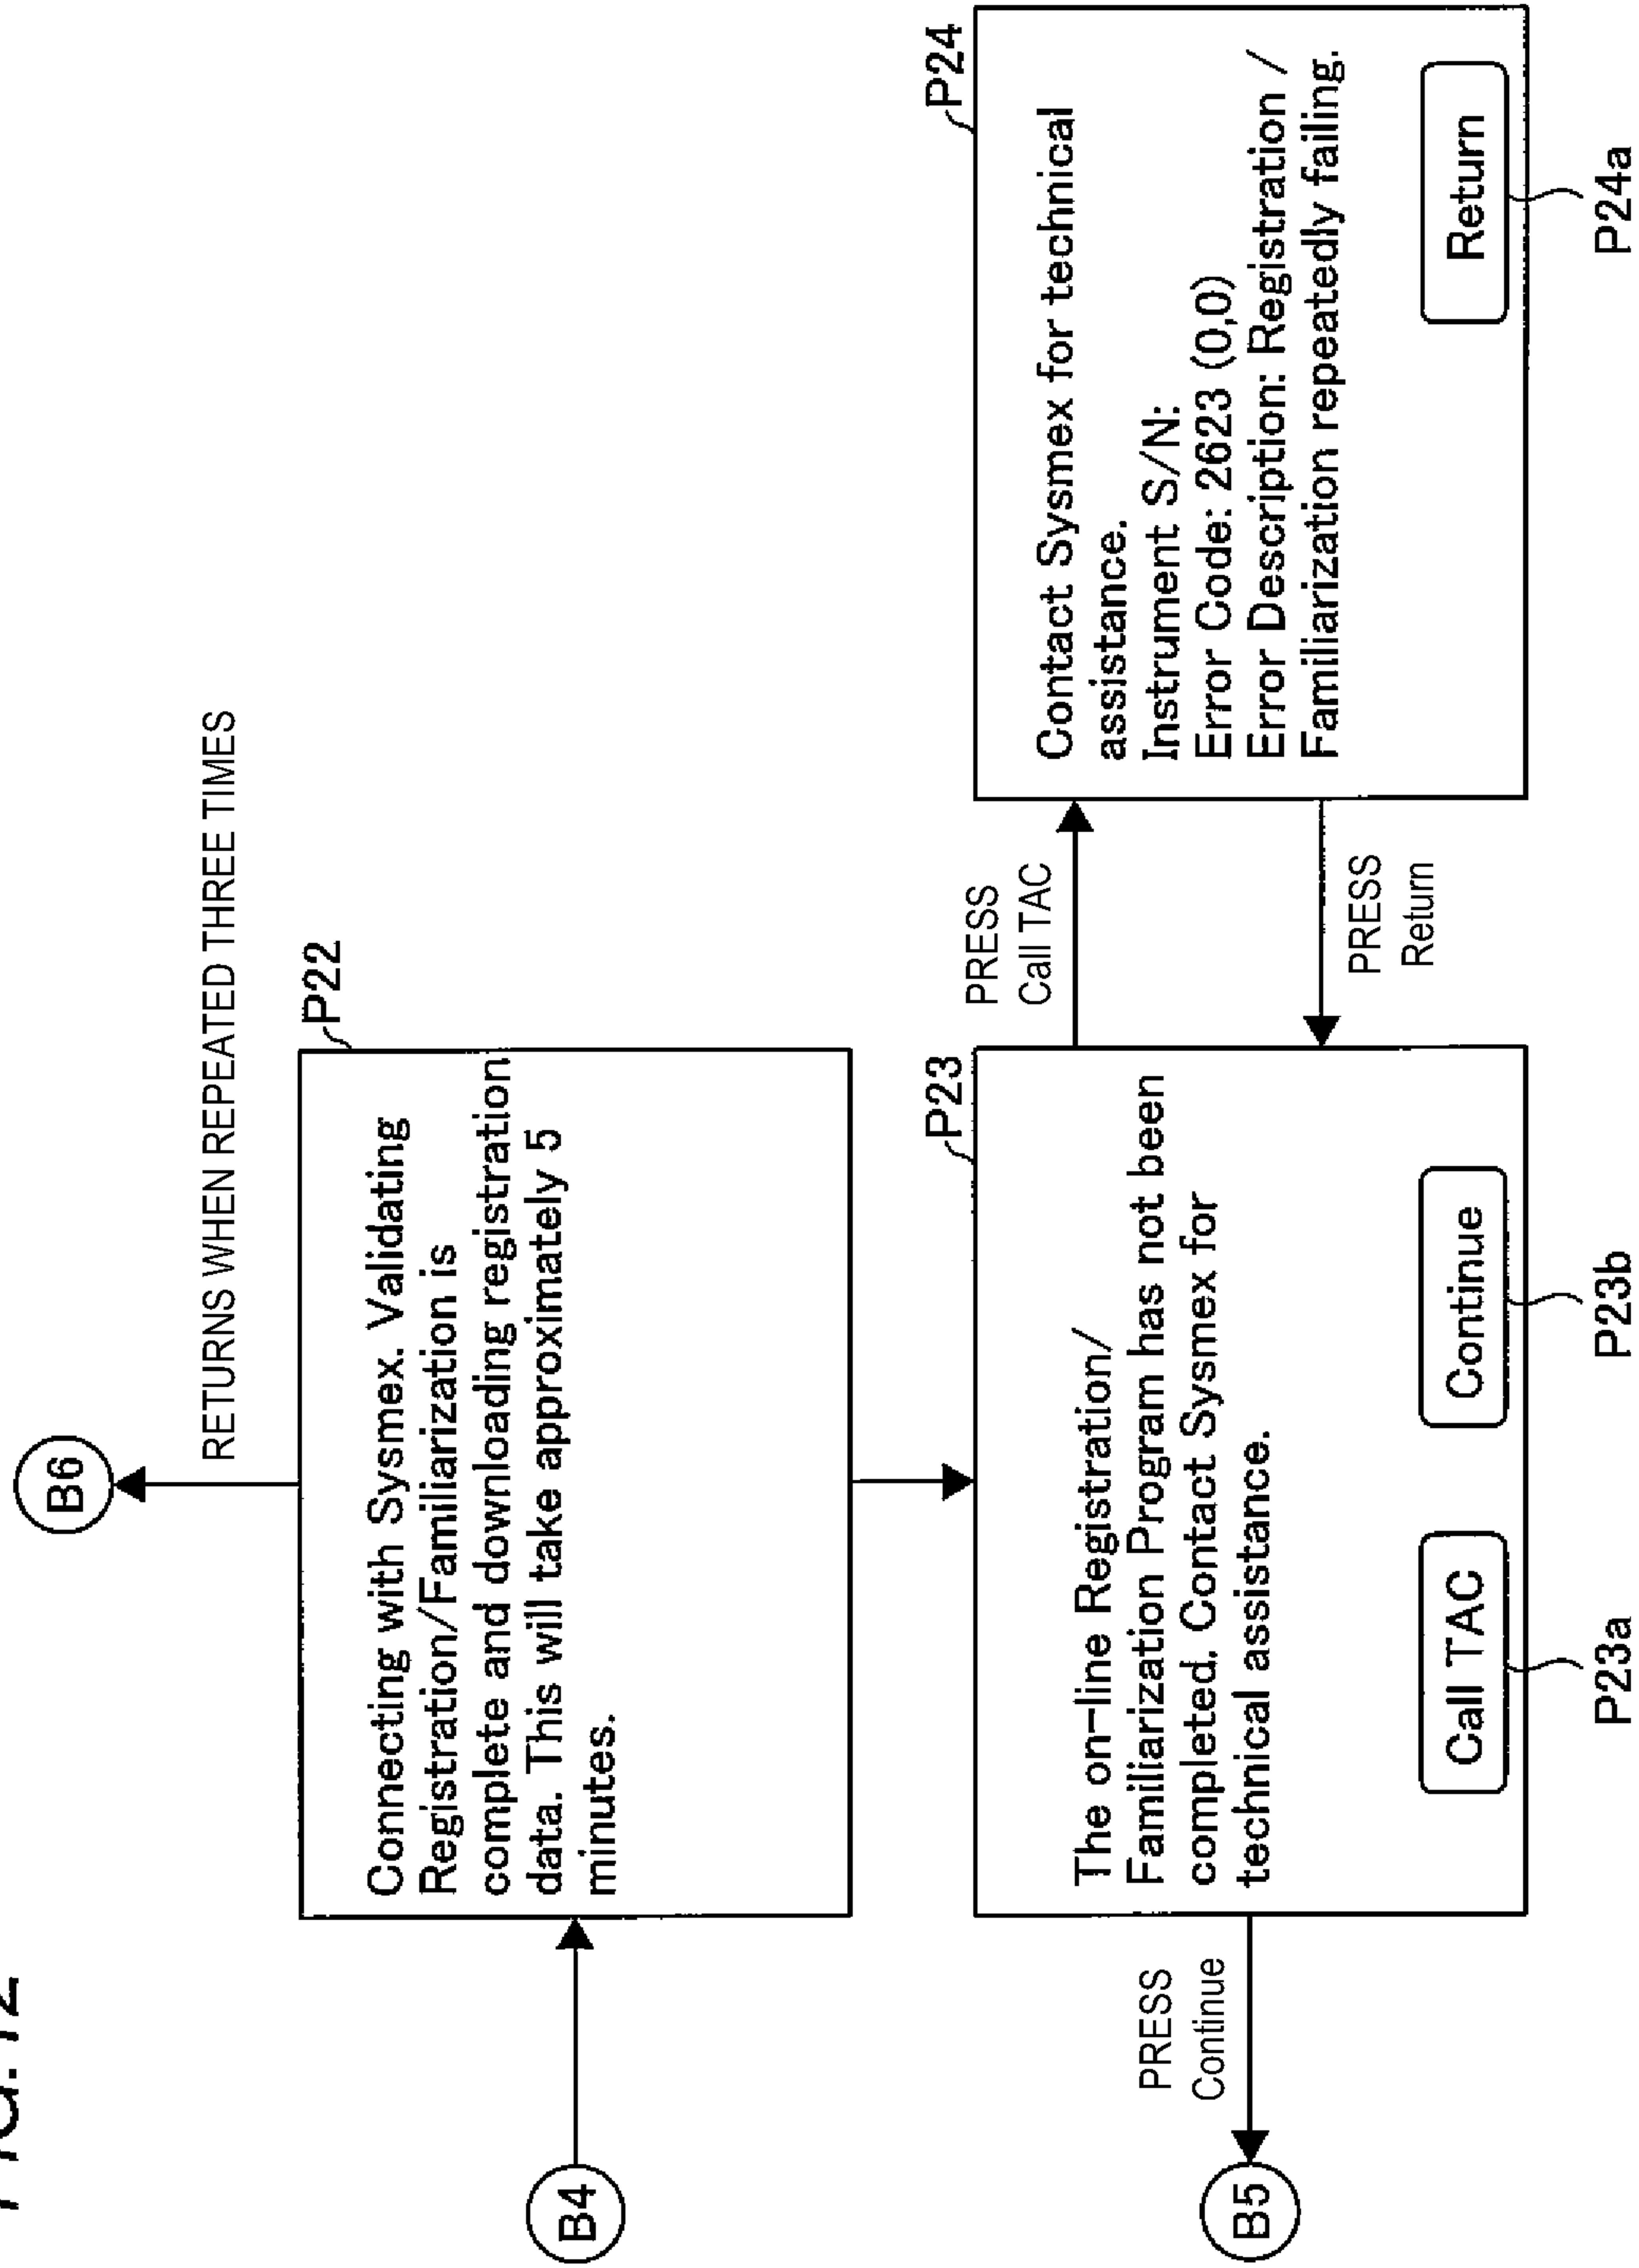 FIG. 12
B6
RETURNS WHEN REPEATED THREE TIMES
P22
Connecting with Sysmex. Validating
Registration/Familiarization is
complete and downloading registration
data. This will take approximately 5
minutes.
B4
P23
The on-line Registration/
Familiarization Program has not been
completed. Contact Sysmex for
technical assistance.
Call TAC
Continue
P23a
P23b
PRESS
Continue
B5
PRESS
Call TAC
PRESS
Return
P24
Contact Sysmex for technical
assistance.
Instrument S/N:
Error Code: 2623 (0,0)
Error Description: Registration /
Familiarization repeatedly failing.
Return
P24a